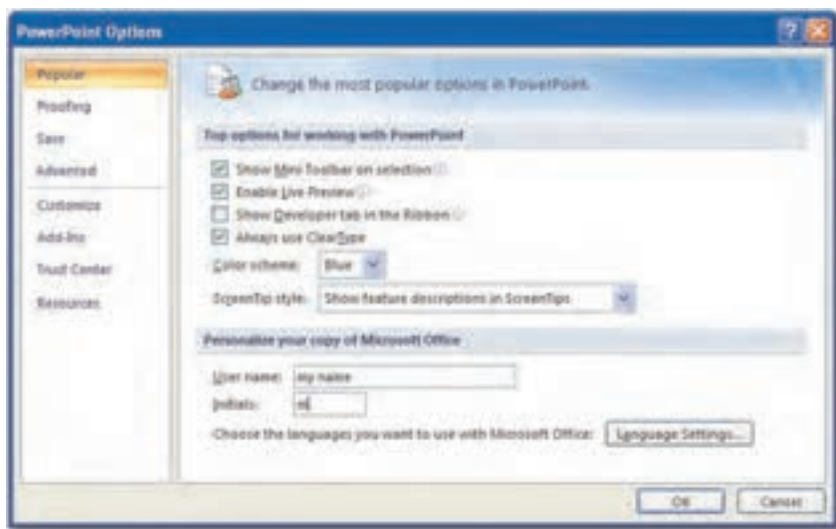 PowerPoint Options
Popular
Proofing
Save
Advanced
Customize
Add-Ins
Trust Center
Resources
Change the most popular options in PowerPoint.
Top options for working with PowerPoint
Show Mini Toolbar on selection
Enable Live Preview
Show Developer tab in the Ribbon
Always use ClearType
Color scheme: Blue
ScreenTip style: Show feature descriptions in ScreenTips
Personalize your copy of Microsoft Office
User name: my name
Initials:
Choose the languages you want to use with Microsoft Office: Language Settings...
OK Cancel